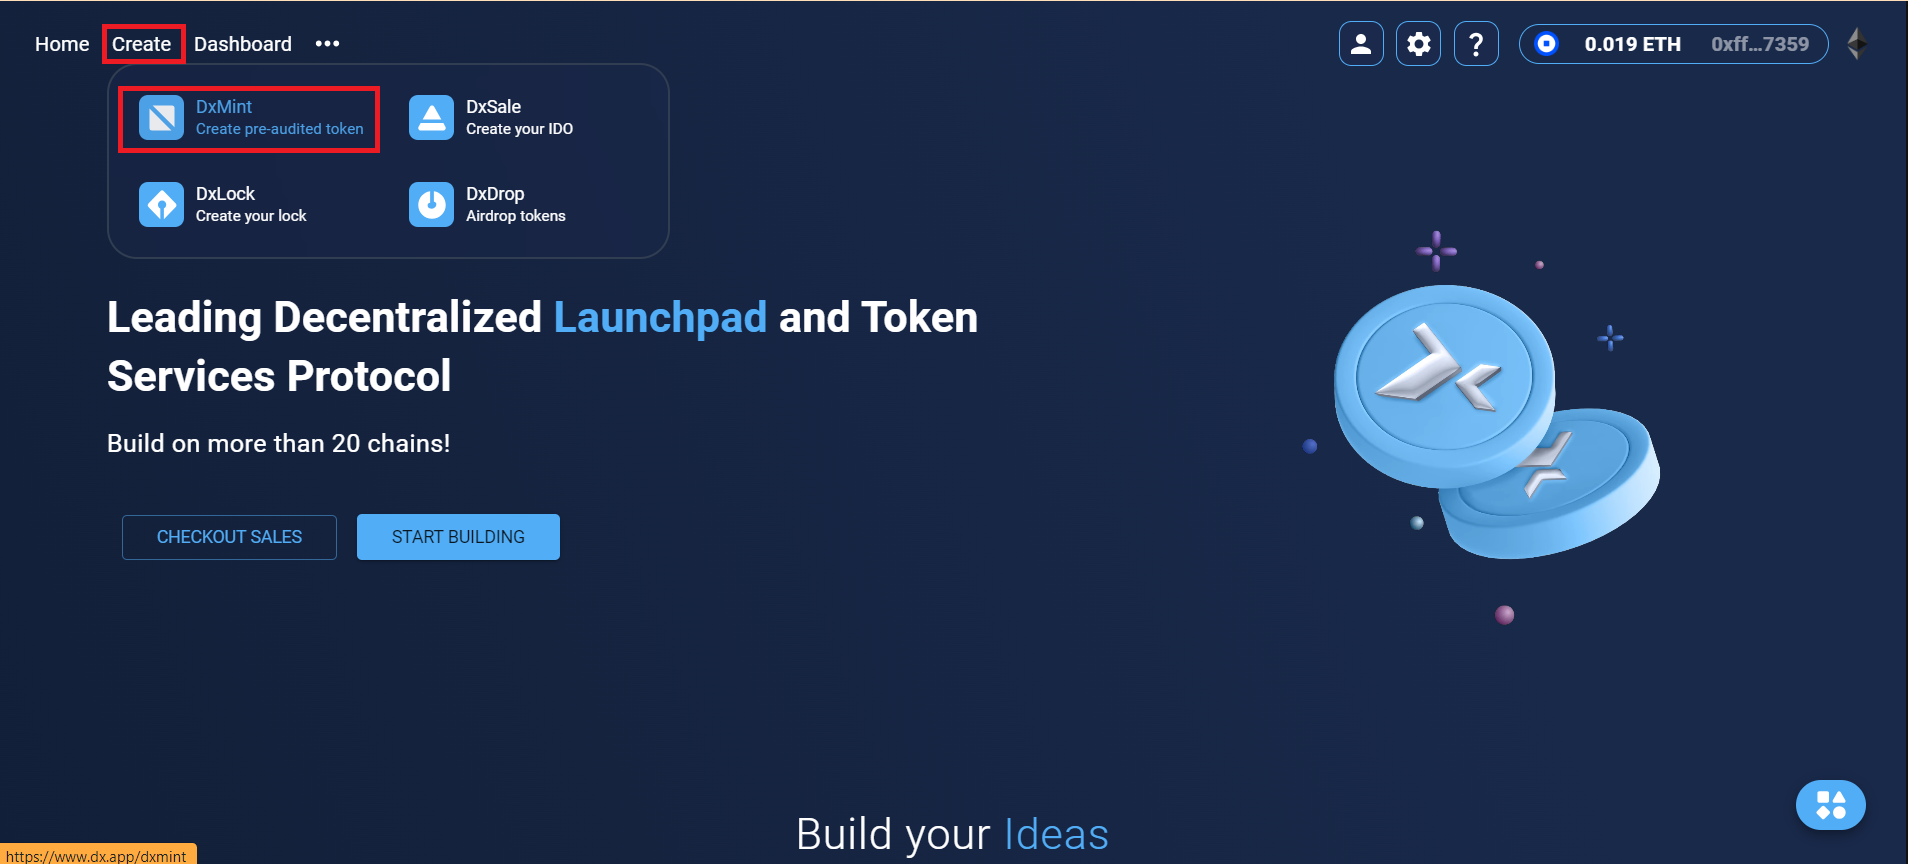 Home Create Dashboard •••
? 0.019 ETH 0xff...7359
DxMint
Create pre-audited token
DxSale
Create your IDO
DxLock
Create your lock
DxDrop
Airdrop tokens
Leading Decentralized Launchpad and Token
Services Protocol
Build on more than 20 chains!
CHECKOUT SALES START BUILDING
Build your Ideas
https://www.dx.app/dxmint